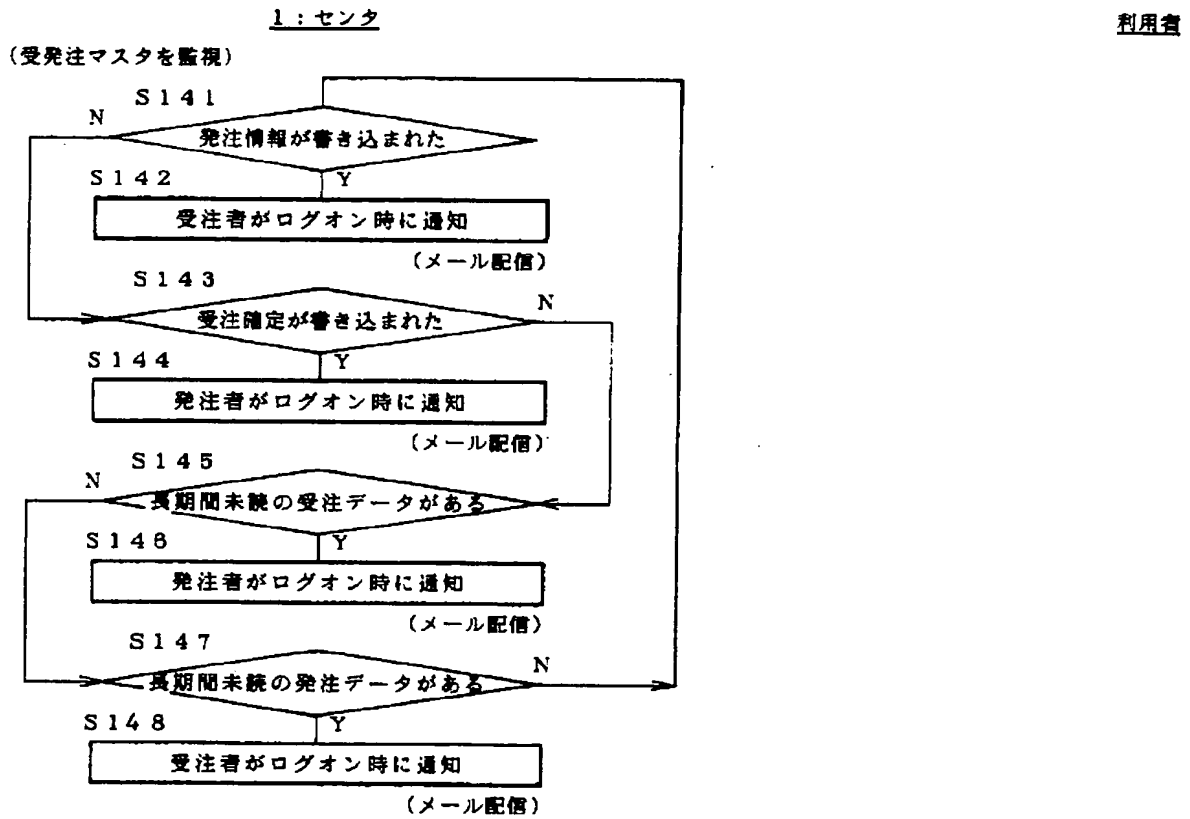 1：センタ
利用者
(受発注マスタを監視)
S141
N
発注情報が書き込まれた
Y
S142
受注者がログオン時に通知
(メール配信)
S143
N
受注確定が書き込まれた
Y
S144
発注者がログオン時に通知
(メール配信)
S145
N
長期間未読の受注データがある
Y
S146
発注者がログオン時に通知
(メール配信)
S147
N
長期間未読の発注データがある
Y
S148
受注者がログオン時に通知
(メール配信)